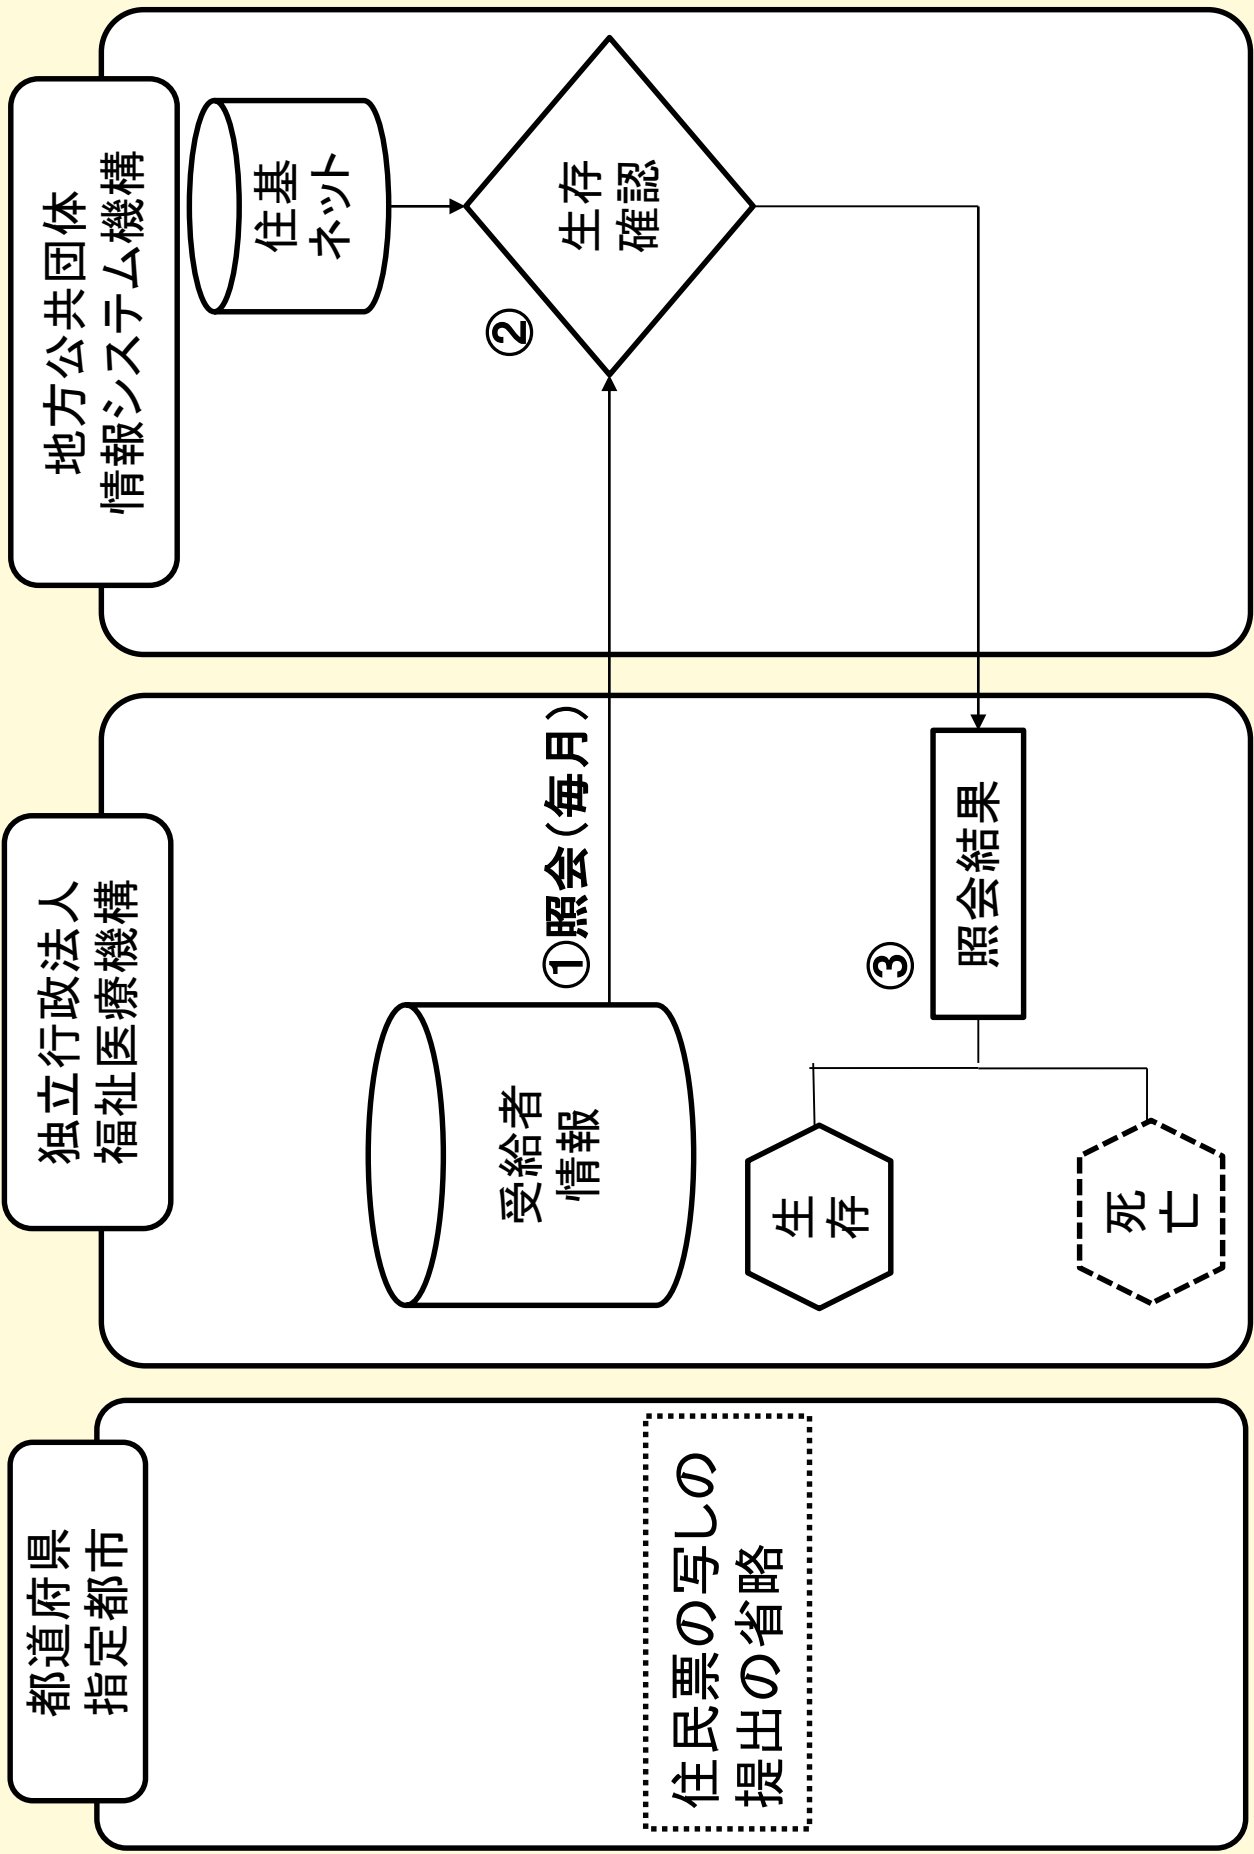 都道府県
指定都市
住民票の写しの
提出の省略
独立行政法人
福祉医療機構
受給者
情報
①照会(毎月)
生
存
死
亡
③
照会結果
地方公共団体
情報システム機構
住基
ネット
②
生存
確認